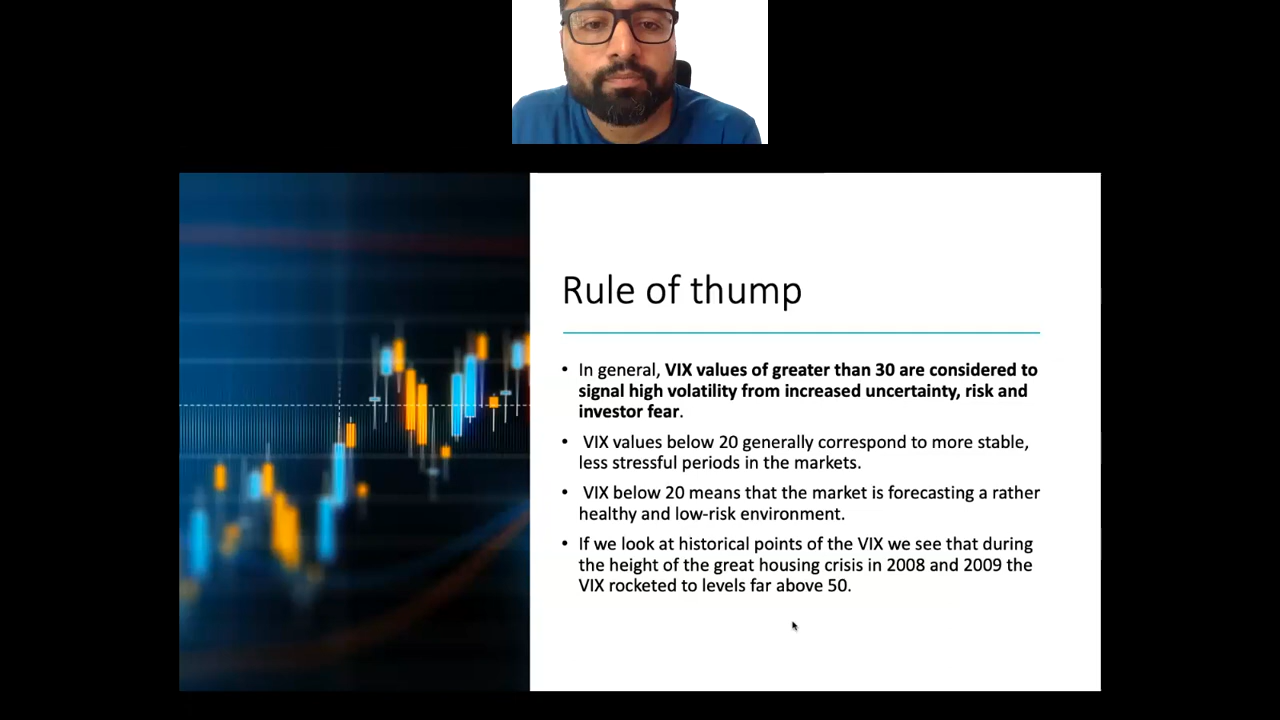 Rule of thump
• In general, VIX values of greater than 30 are considered to
signal high volatility from increased uncertainty, risk and
investor fear.
• VIX values below 20 generally correspond to more stable,
less stressful periods in the markets.
• VIX below 20 means that the market is forecasting a rather
healthy and low-risk environment.
• If we look at historical points of the VIX we see that during
the height of the great housing crisis in 2008 and 2009 the
VIX rocketed to levels far above 50.